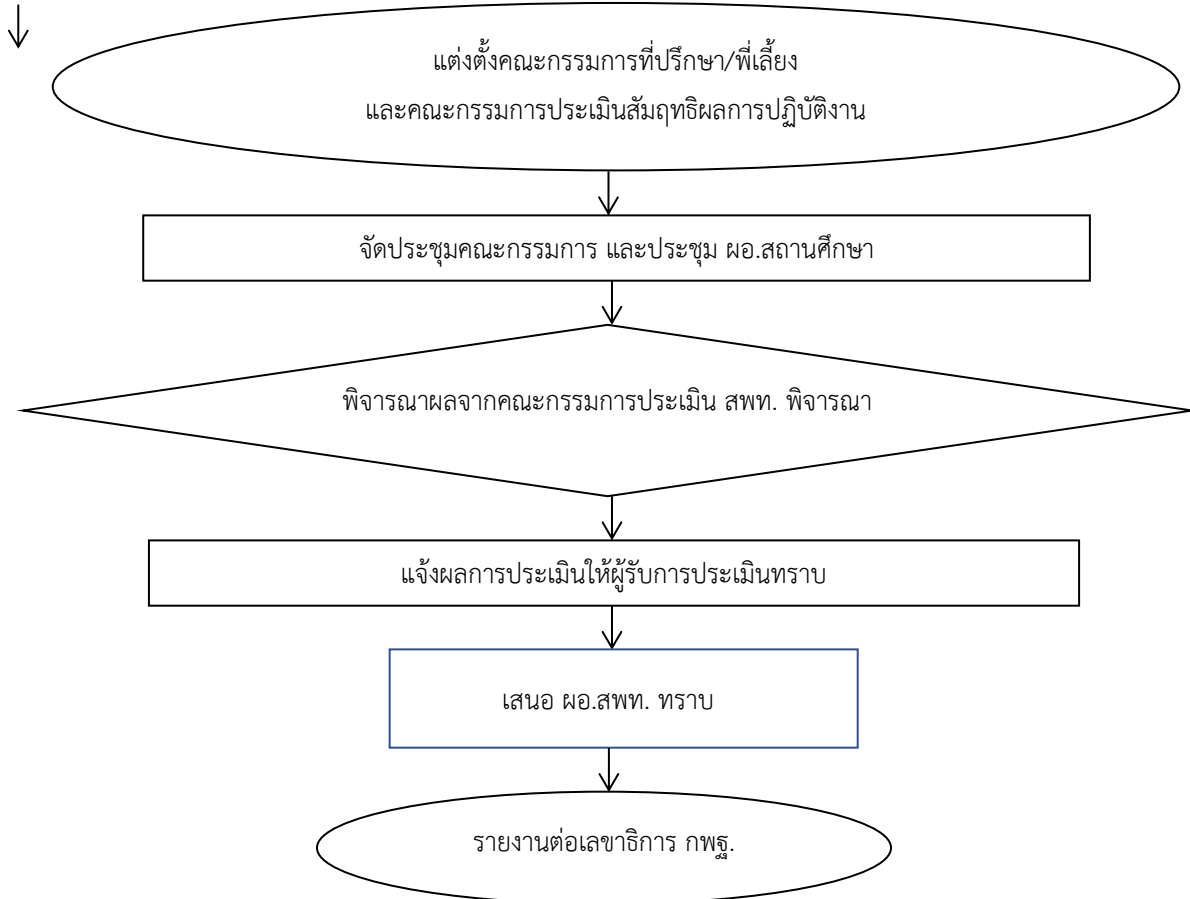 แต่งตั้งคณะกรรมการที่ปรึกษา/พี่เลี้ยง
และคณะกรรมการประเมินสัมฤทธิผลการปฏิบัติงาน
จัดประชุมคณะกรรมการ และประชุม ผอ.สถานศึกษา
พิจารณาผลจากคณะกรรมการประเมิน สพท. พิจารณา
แจ้งผลการประเมินให้ผู้รับการประเมินทราบ
เสนอ ผอ.สพท. ทราบ
รายงานต่อเลขาธิการ กพฐ.